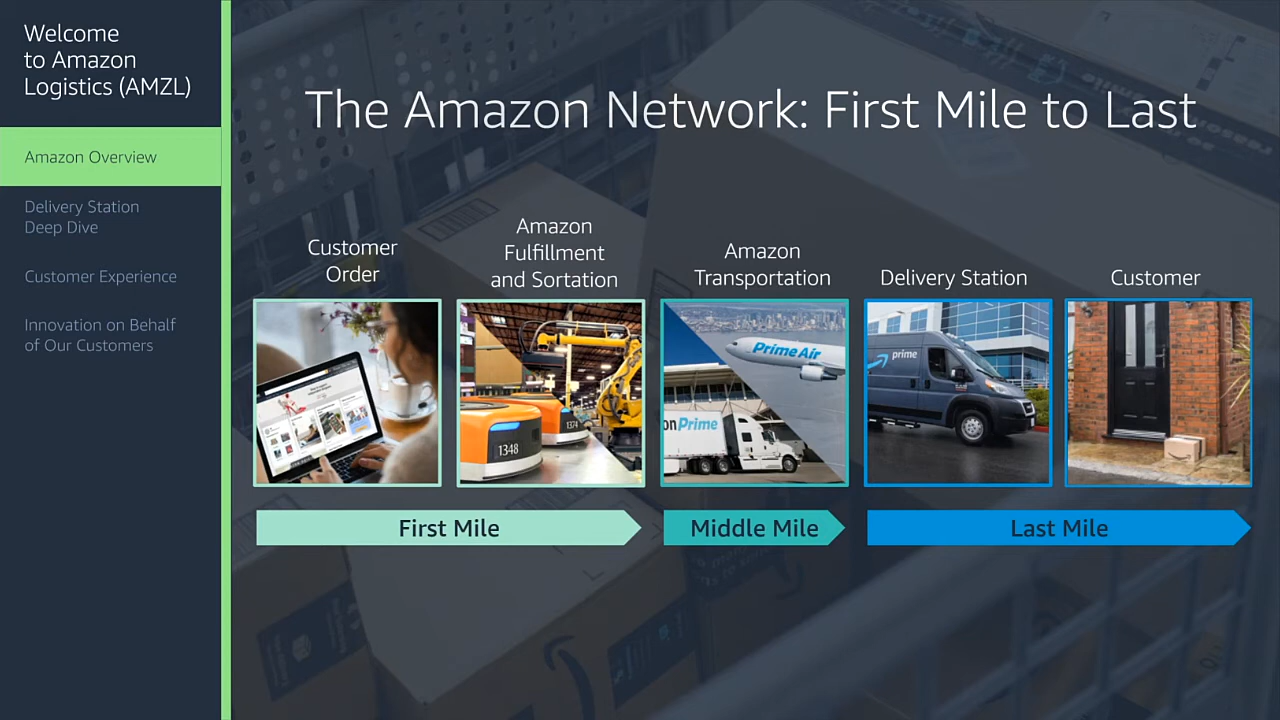 Welcome
to Amazon
Logistics (AMZL)
Amazon Overview
Delivery Station
Deep Dive
Customer Experience
Innovation on Behalf
of Our Customers
The Amazon Network: First Mile to Last
Customer
Order
Amazon
Fulfillment
and Sortation
Amazon
Transportation
Delivery Station
Customer
1348
1374
Prime Air
onPrime
prime
First Mile
Middle Mile
Last Mile